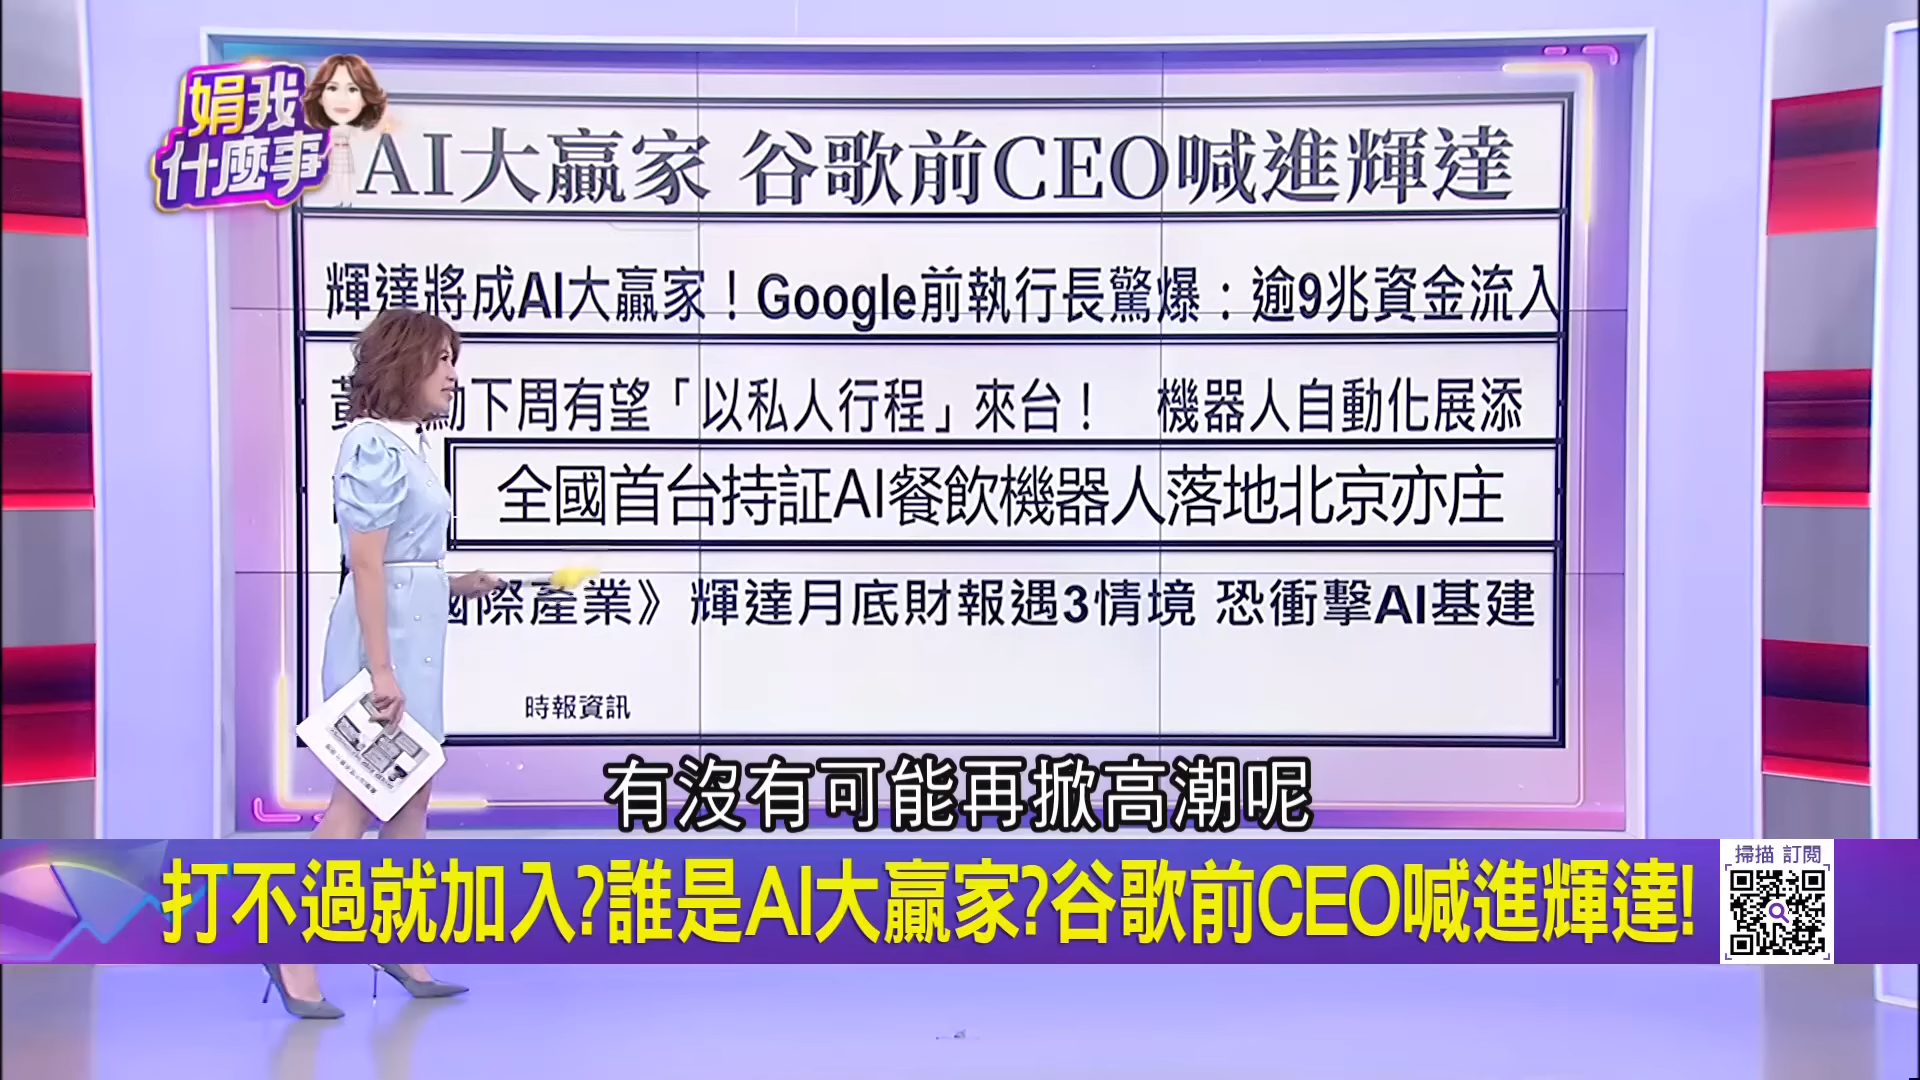 娟我
什麼事
AI大贏家 谷歌前CEO喊進輝達
輝達將成AI大贏家！Google前執行長驚爆：逾9兆資金流入
黃 勳下周有望「以私人行程」來台！ 機器人自動化展添
全國首台持証AI餐飲機器人落地北京亦庄
國際產業》輝達月底財報遇3情境 恐衝擊AI基建
時報資訊
有沒有可能再掀高潮呢
打不過就加入?誰是AI大贏家?谷歌前CEO喊進輝達!
掃描 訂閱